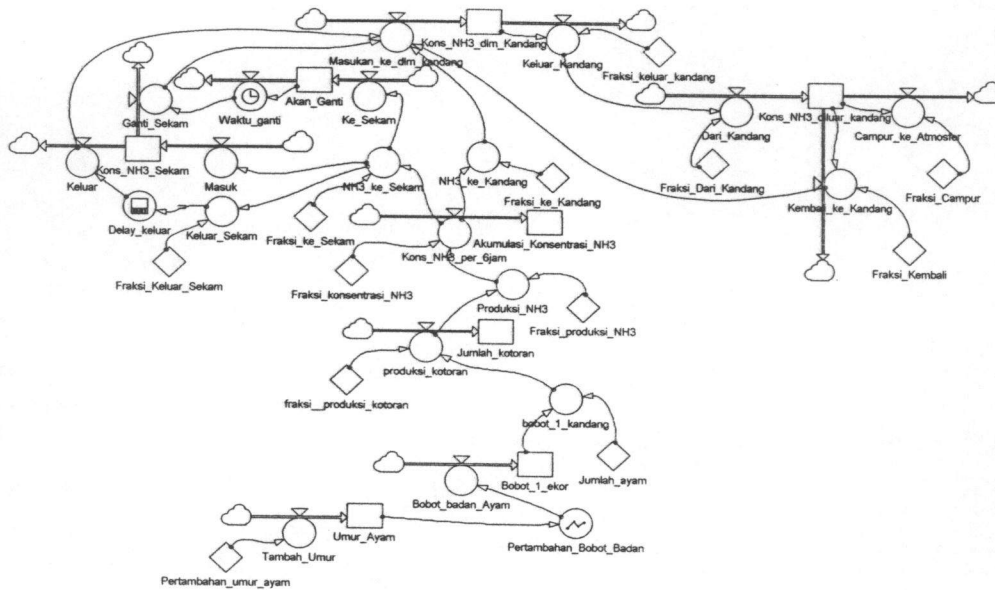 Kons_NH3_dlm_Kandang
Masukan_ke_dlm_kandang
Keluar_Kandang
Fraksi_keluar_kandang
Akan_Ganti
Ganti_Sekam
Waktu_ganti
Ke_Sekam
Kons_NH3_diluar_kandang
Dari_Kandang
Campur_ke_Atmosfer
Kons_NH3_Sekam
Keluar
Masuk
NH3_ke_Sekam
NH3_ke_Kandang
Fraksi_Dari_Kandang
Fraksi_Campur
Fraksi_ke_Kandang
Kembali_ke_Kandang
Delay_keluar
Keluar_Sekam
Fraksi_ke_Sekam
Akumulasi_Konsentrasi_NH3
Kons_NH3_per_6jam
Fraksi_Kembali
Fraksi_Keluar_Sekam
Fraksi_konsentrasi_NH3
Produksi_NH3
Fraksi_produksi_NH3
Jumlah_kotoran
produksi_kotoran
fraksi__produksi_kotoran
bobot_1_kandang
Jumlah_ayam
Bobot_1_ekor
Bobot_badan_Ayam
Umur_Ayam
Tambah_Umur
Pertambahan_Bobot_Badan
Pertambahan_umur_ayam